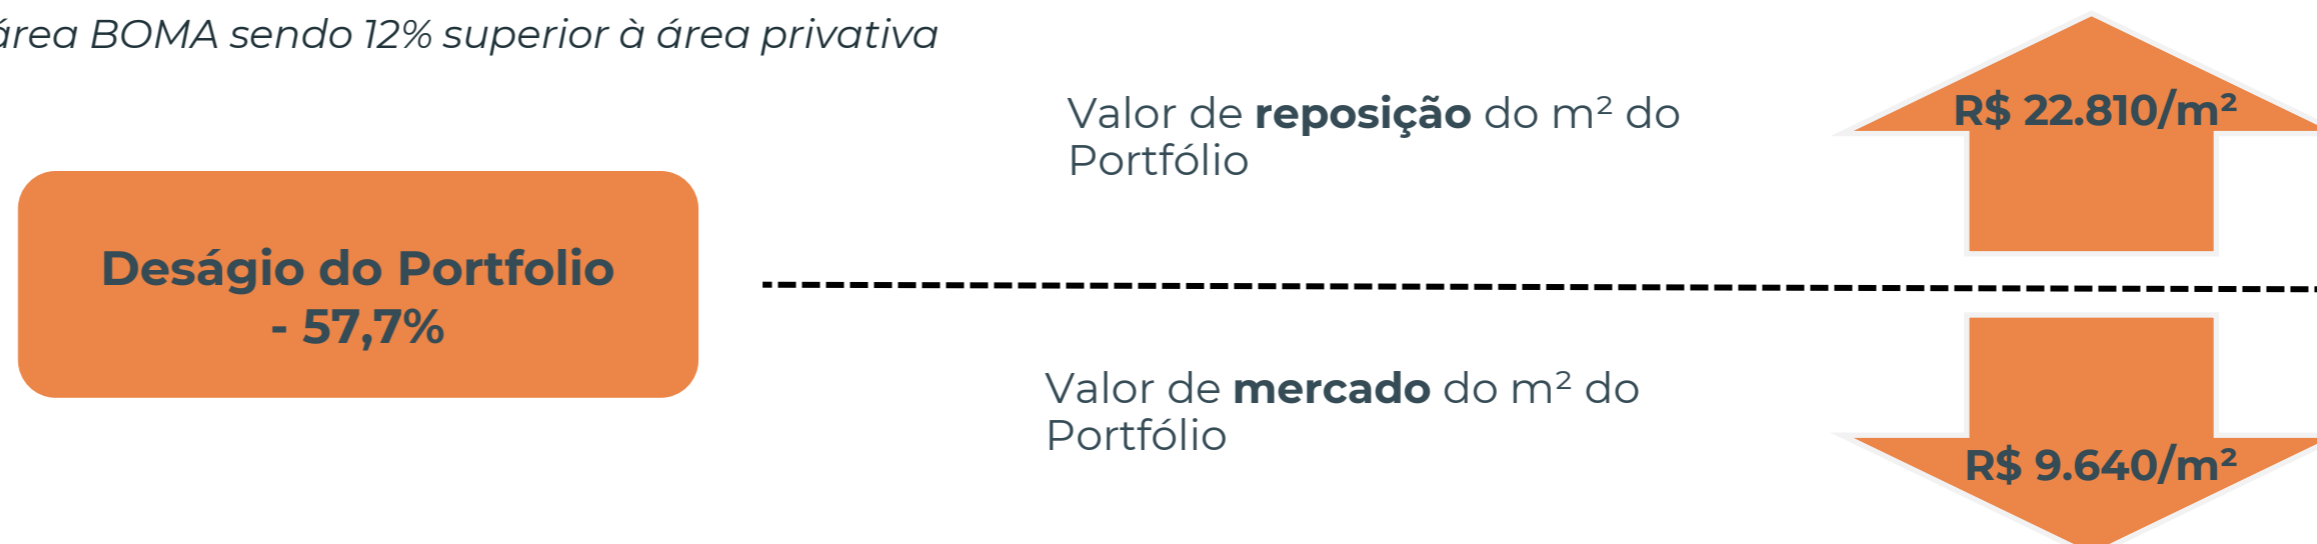 área BOMA sendo 12% superior à área privativa
Valor de reposição do m² do
Portfólio
R$ 22.810/m²
Deságio do Portfolio
- 57,7%
Valor de mercado do m² do
Portfólio
R$ 9.640/m²